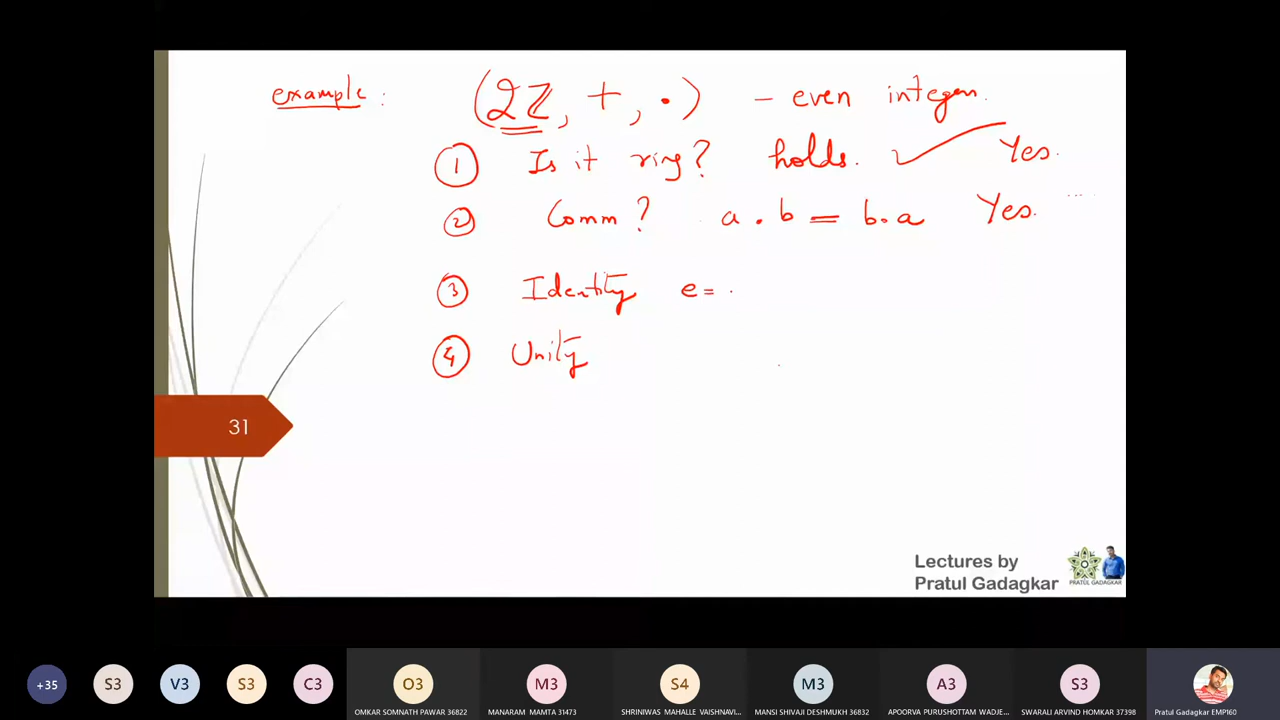 example : (2ℤ, +, ·) – even integers.
① Is it ring? holds. ✓ Yes.
② Comm? a . b = b . a Yes.
③ Identity e = .
④ Unity
31
Lectures by
Pratul Gadagkar
PRATUL GADAGKAR
+35 S3 V3 S3 C3 O3 M3 S4 M3 A3 S3
OMKAR SOMNATH PAWAR 36822 MANARAM MAMTA 31473 SHRINIWAS MAHALLE VAISHNAVI... MANSI SHIVAJI DESHMUKH 36832 APOORVA PURUSHOTTAM WADJE... SWARALI ARVIND HOMKAR 37398 Pratul Gadagkar EMP160